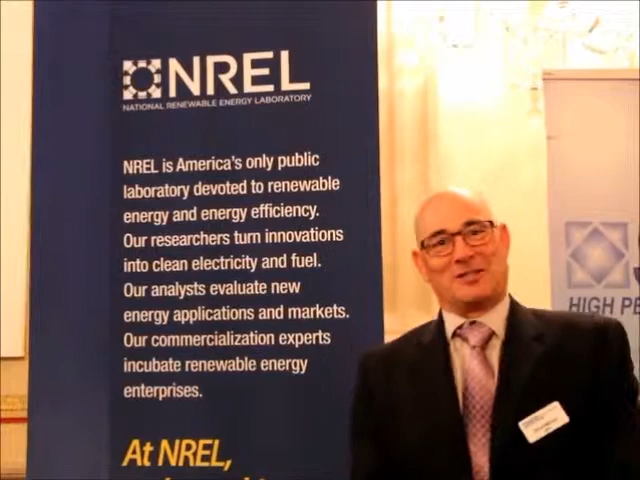 NREL
NATIONAL RENEWABLE ENERGY LABORATORY
NREL is America's only public
laboratory devoted to renewable
energy and energy efficiency.
Our researchers turn innovations
into clean electricity and fuel.
Our analysts evaluate new
energy applications and markets.
Our commercialization experts
incubate renewable energy
enterprises.
At NREL,
HIGH PE
NREL